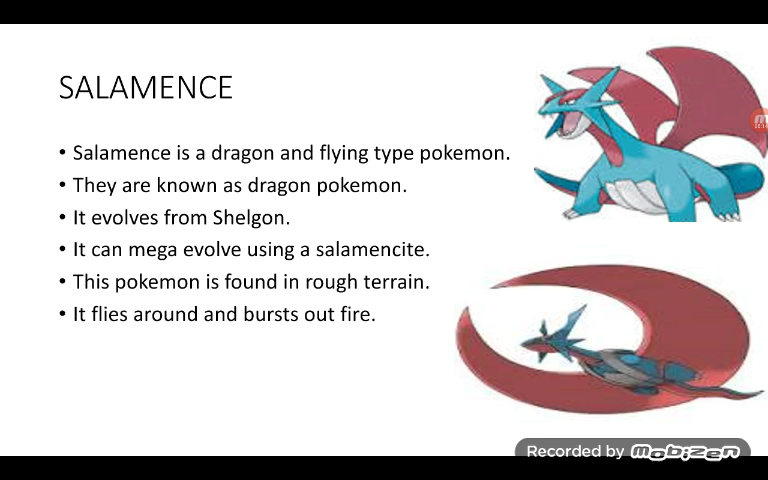 SALAMENCE
• Salamence is a dragon and flying type pokemon.
• They are known as dragon pokemon.
• It evolves from Shelgon.
• It can mega evolve using a salamencite.
• This pokemon is found in rough terrain.
• It flies around and bursts out fire.
Recorded by mobizen